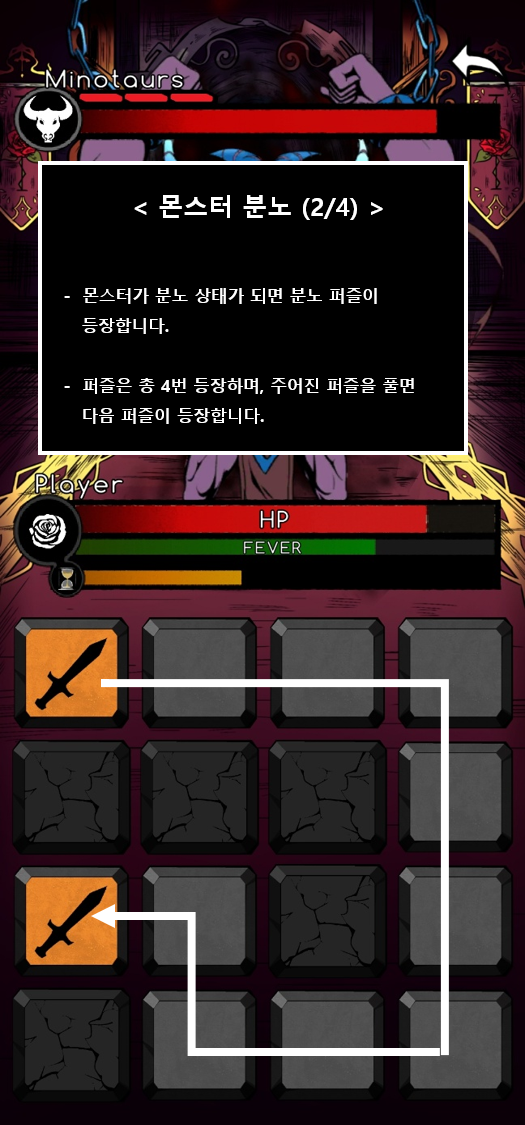 Minotaurs
< 몬스터 분노 (2/4) >
- 몬스터가 분노 상태가 되면 분노 퍼즐이
등장합니다.
- 퍼즐은 총 4번 등장하며, 주어진 퍼즐을 풀면
다음 퍼즐이 등장합니다.
Player
HP
FEVER